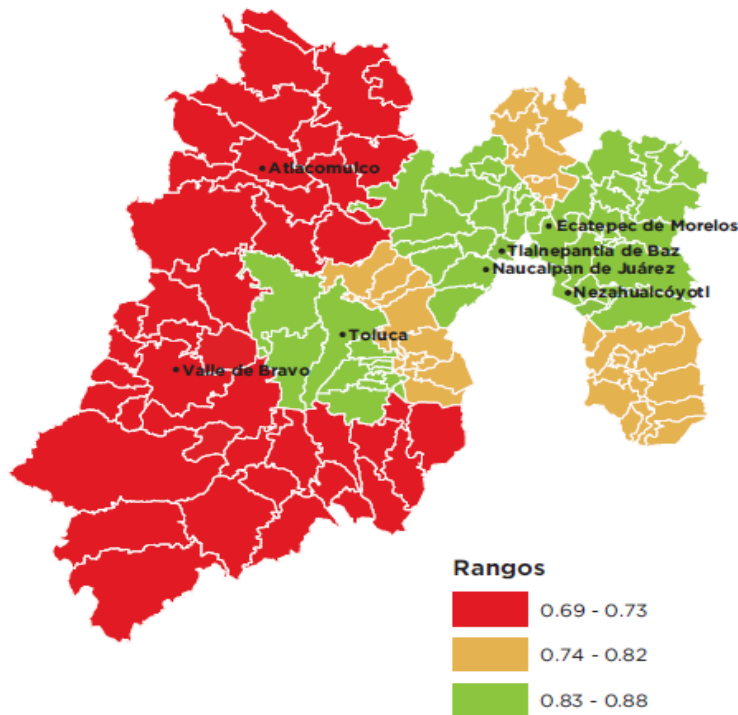 •Atlacomulco
•Ecatepec de Morelos
•Tlalnepantla de Baz
•Naucalpan de Juárez
•Nezahualcóyotl
•Toluca
•Valle de Bravo
Rangos
0.69 - 0.73
0.74 - 0.82
0.83 - 0.88